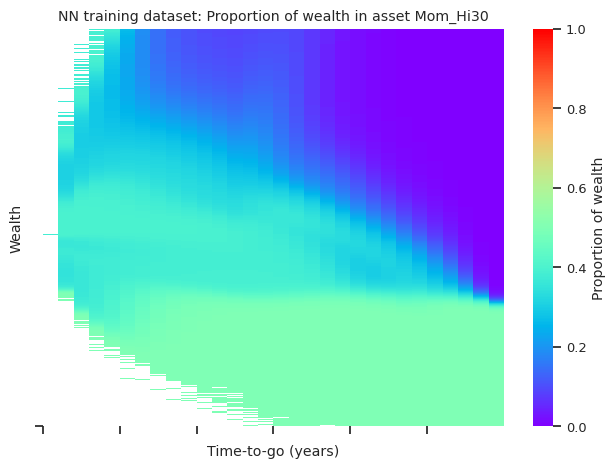 NN training dataset: Proportion of wealth in asset Mom_Hi30
Wealth
Time-to-go (years)
1.0
0.8
0.6
0.4
0.2
0.0
Proportion of wealth